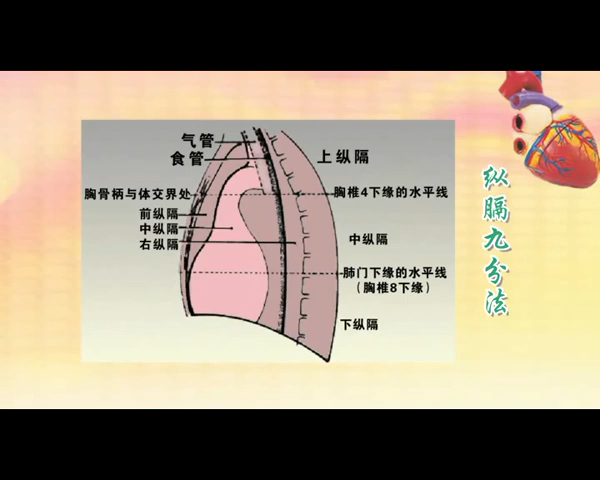 气管
食管
上纵隔
胸骨柄与体交界处
胸椎4下缘的水平线
前纵隔
中纵隔
右纵隔
中纵隔
肺门下缘的水平线
(胸椎8下缘)
下纵隔
纵膈九分法